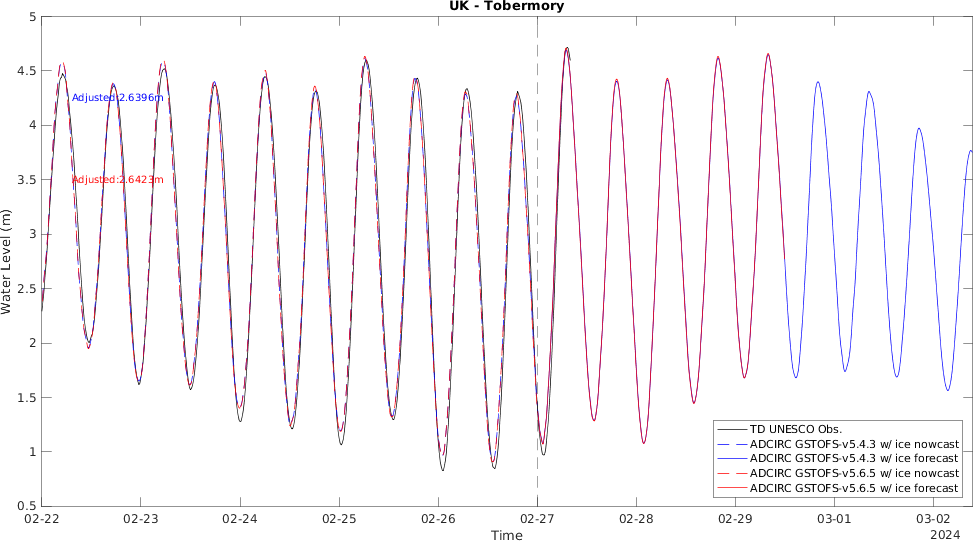 UK - Tobermory
5
4.5
4
3.5
3
2.5
2
1.5
1
0.5
Water Level (m)
Adjusted:2.6396m
Adjusted:2.6423m
TD UNESCO Obs.
ADCIRC GSTOFS-v5.4.3 w/ ice nowcast
ADCIRC GSTOFS-v5.4.3 w/ ice forecast
ADCIRC GSTOFS-v5.6.5 w/ ice nowcast
ADCIRC GSTOFS-v5.6.5 w/ ice forecast
02-22 02-23 02-24 02-25 02-26 02-27 02-28 02-29 03-01 03-02
Time
2024